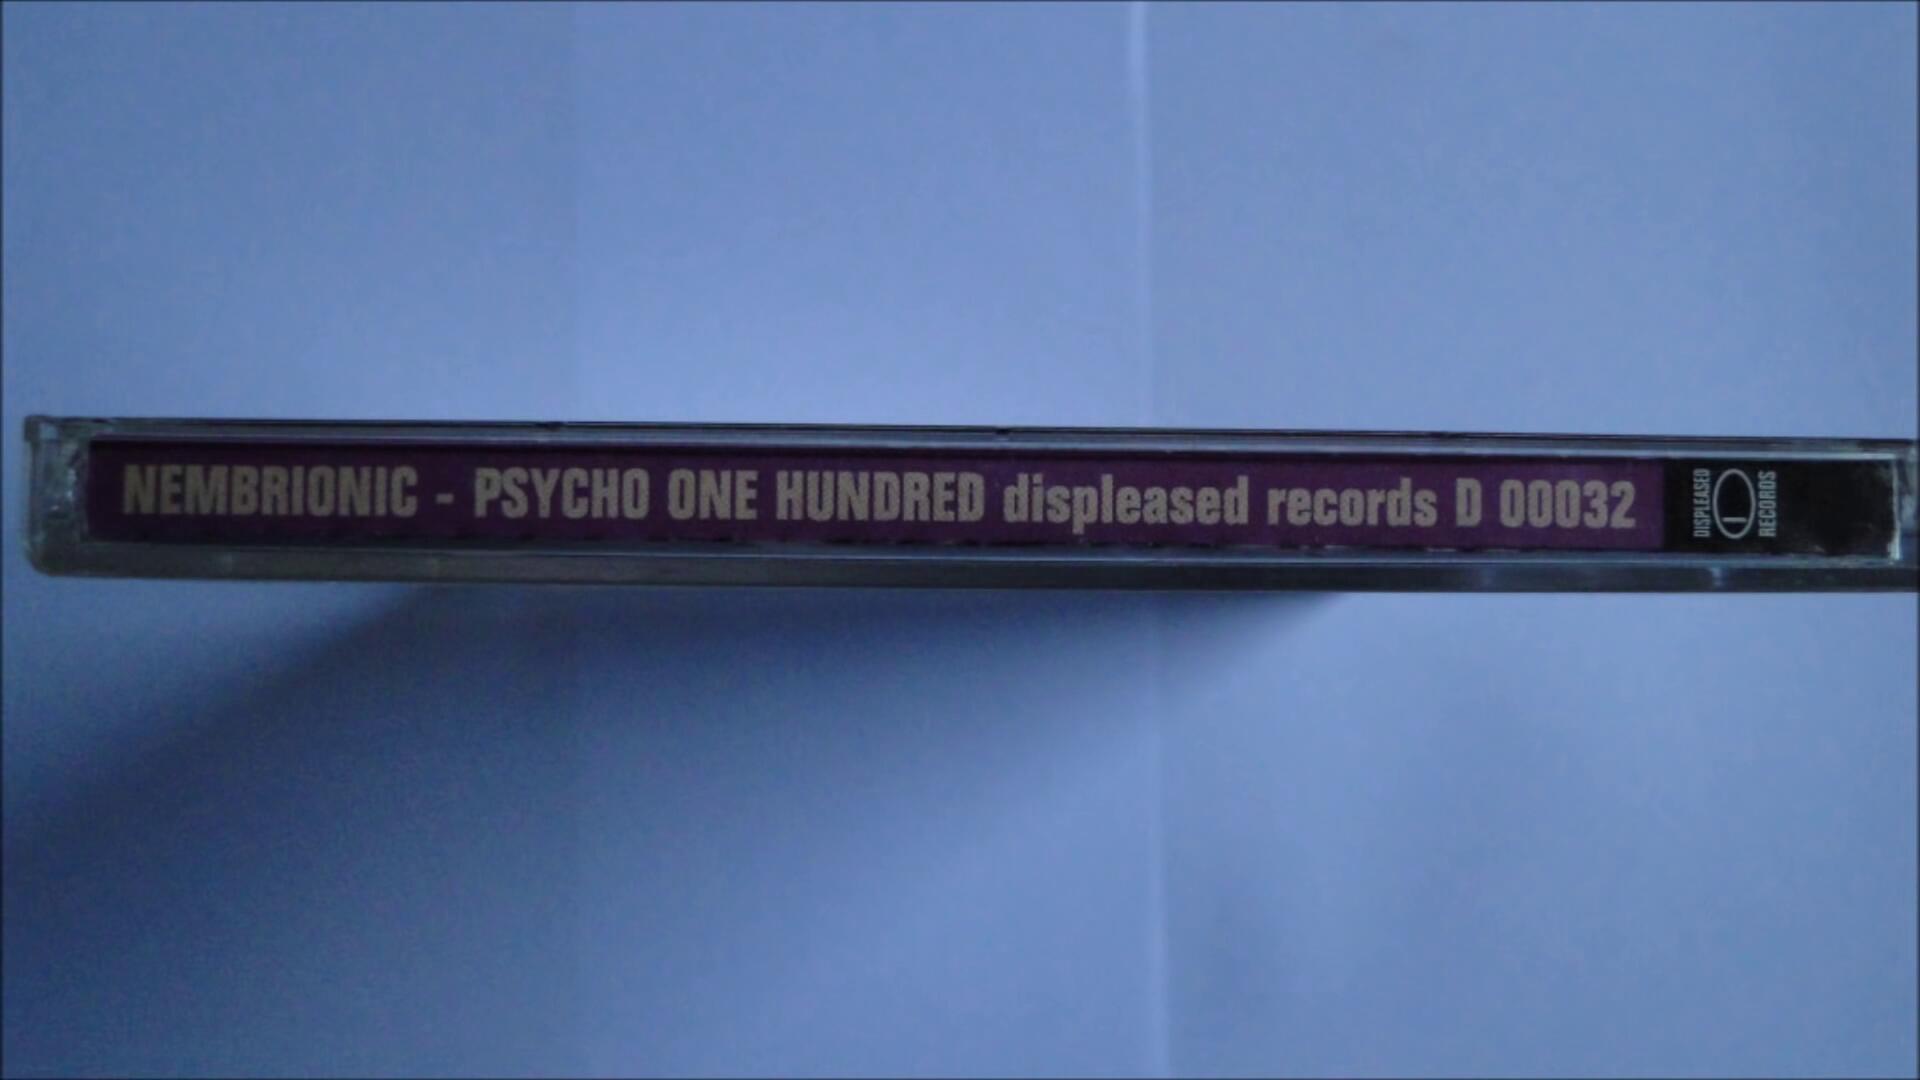 NEMBRIONIC - PSYCHO ONE HUNDRED displeased records D 00032
DISPLEASED
RECORDS